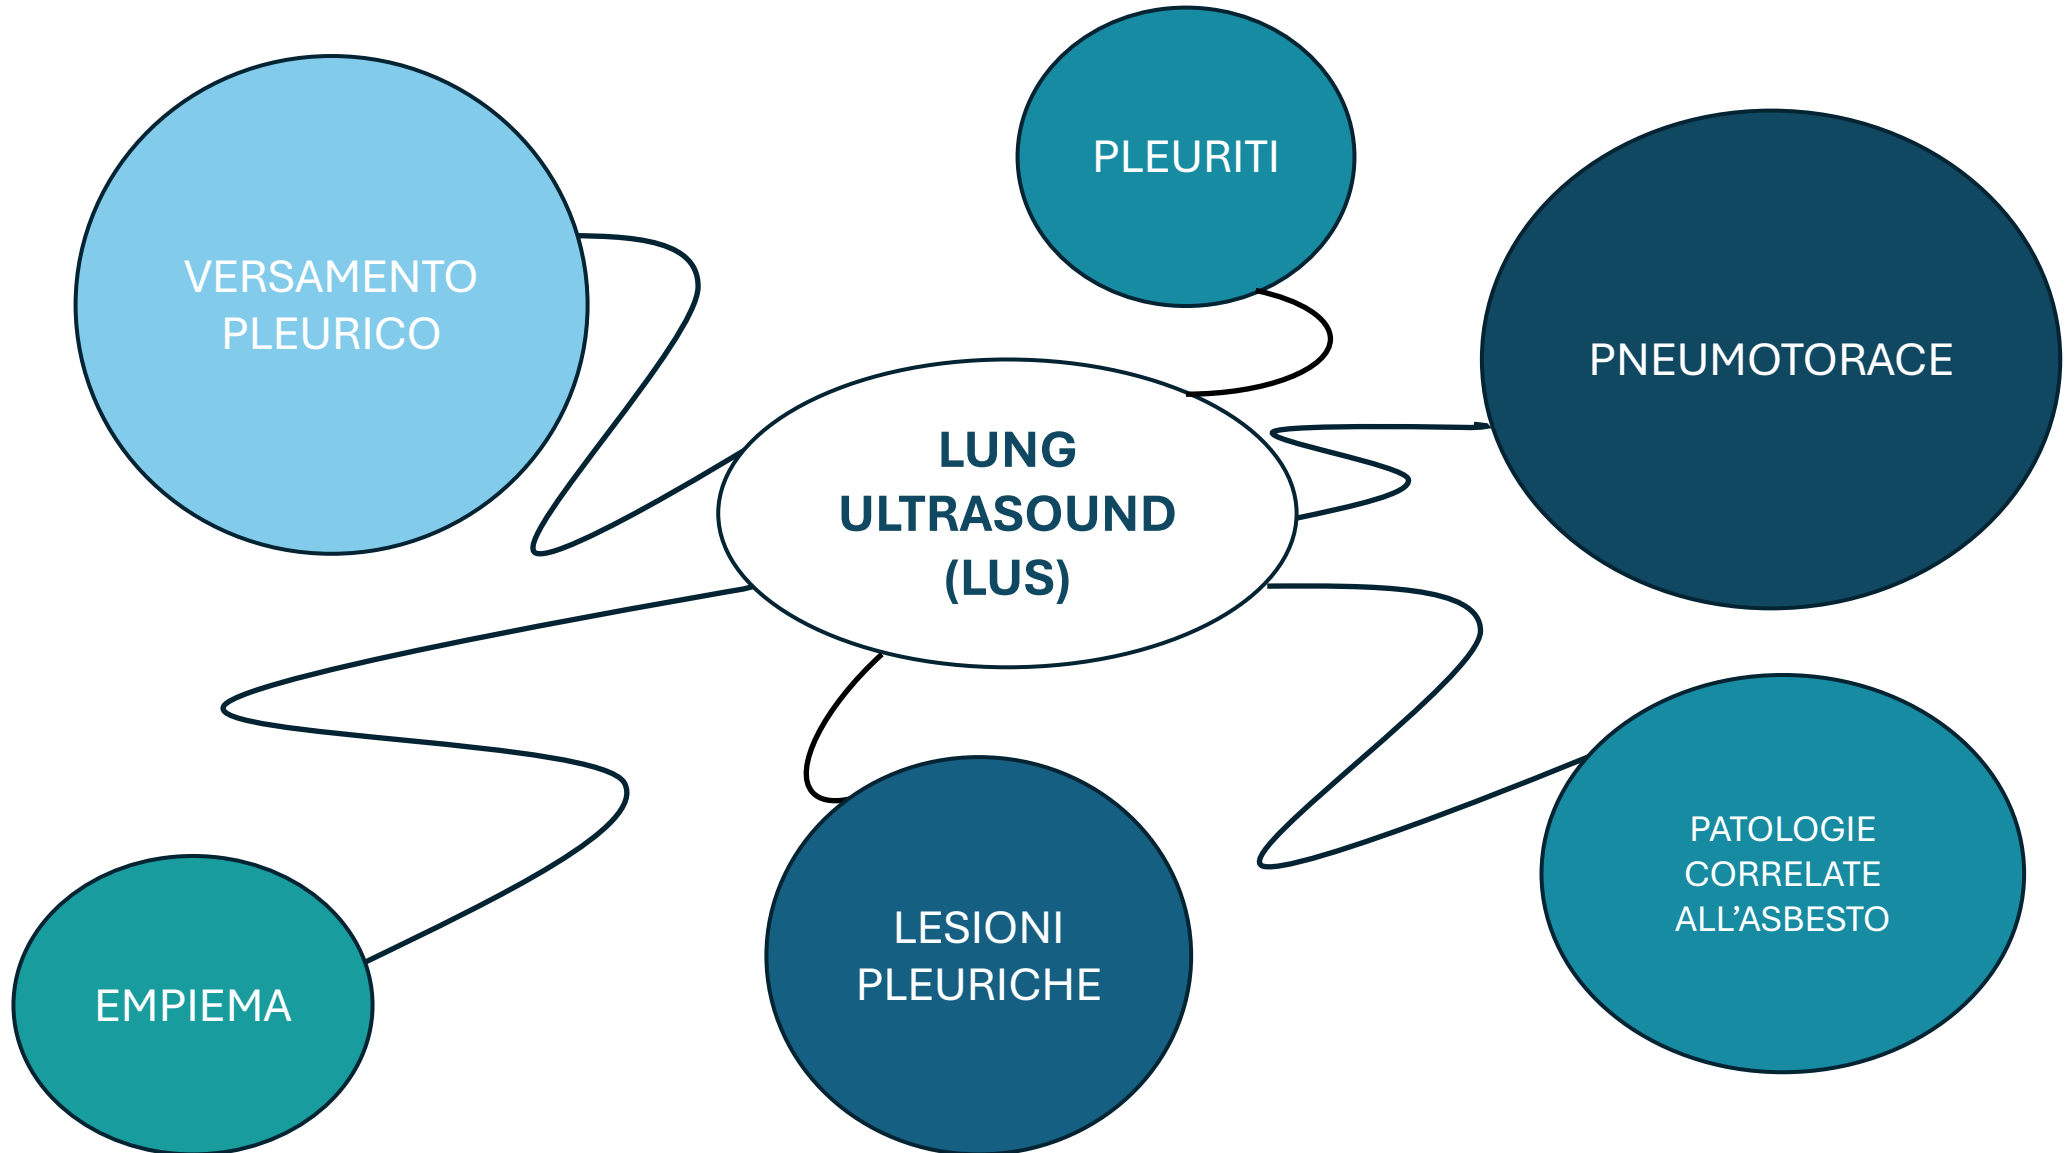 VERSAMENTO
PLEURICO
PLEURITI
PNEUMOTORACE
LUNG
ULTRASOUND
(LUS)
EMPIEMA
LESIONI
PLEURICHE
PATOLOGIE
CORRELATE
ALL’ASBESTO